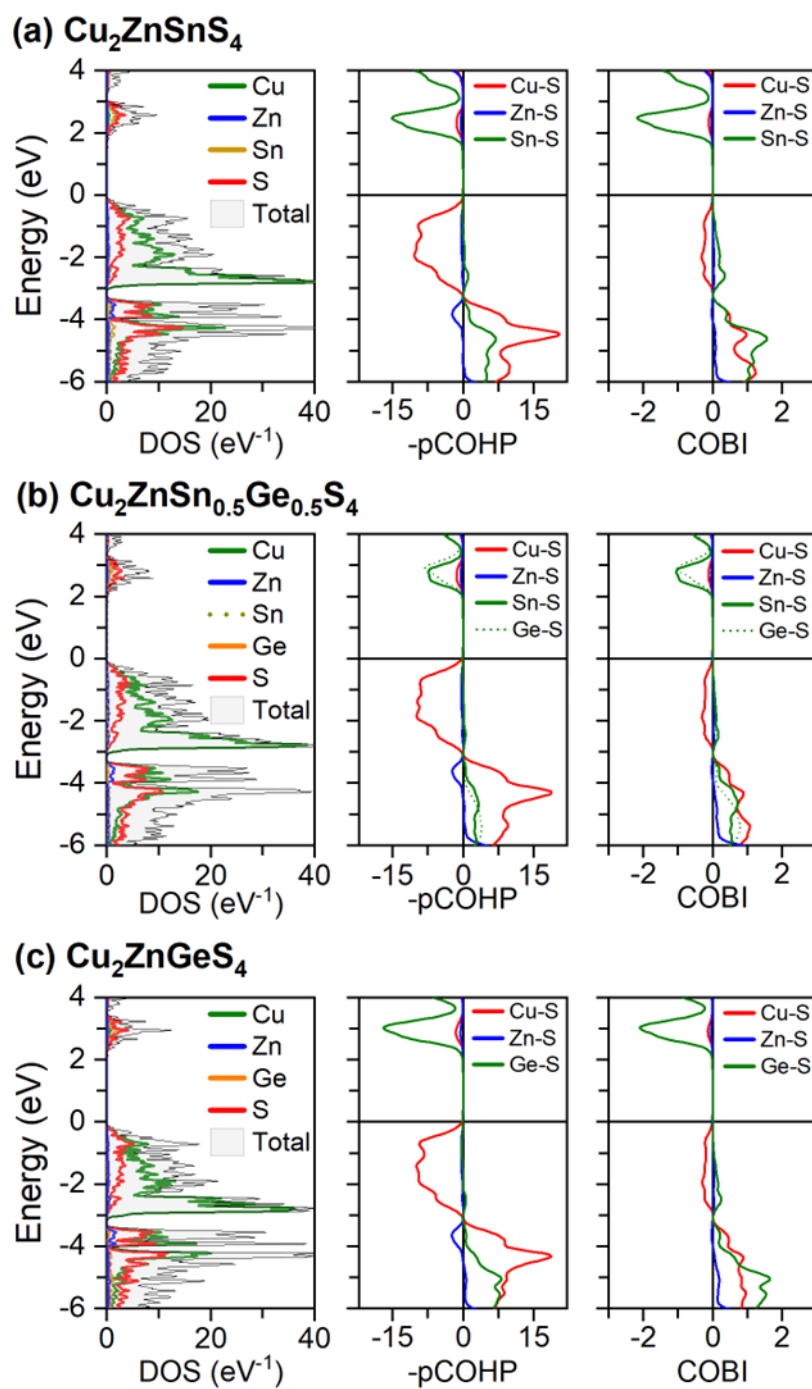 (a) Cu₂ZnSnS₄
Energy (eV)
4
2
0
-2
-4
-6
Cu
Zn
Sn
S
Total
0 20 40
DOS (eV⁻¹)
Cu-S
Zn-S
Sn-S
-15 0 15
-pCOHP
Cu-S
Zn-S
Sn-S
-2 0 2
COBI
(b) Cu₂ZnSn₀.₅Ge₀.₅S₄
Energy (eV)
4
2
0
-2
-4
-6
Cu
Zn
Sn
Ge
S
Total
0 20 40
DOS (eV⁻¹)
Cu-S
Zn-S
Sn-S
Ge-S
-15 0 15
-pCOHP
Cu-S
Zn-S
Sn-S
Ge-S
-2 0 2
COBI
(c) Cu₂ZnGeS₄
Energy (eV)
4
2
0
-2
-4
-6
Cu
Zn
Ge
S
Total
0 20 40
DOS (eV⁻¹)
Cu-S
Zn-S
Ge-S
-15 0 15
-pCOHP
Cu-S
Zn-S
Ge-S
-2 0 2
COBI